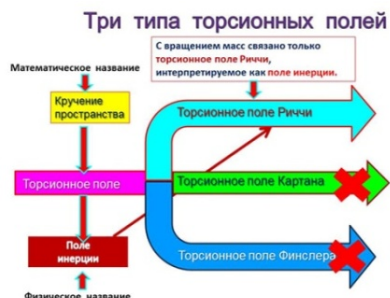 Три типа торсионных полей
С вращением масс связано только
торсионное поле Риччи,
интерпретируемое как поле инерции.
Математическое название
Кручение
пространства
Торсионное поле Риччи
Торсионное поле
Торсионное поле Картана
Поле
инерции
Торсионное поле Финслера
Физическое название